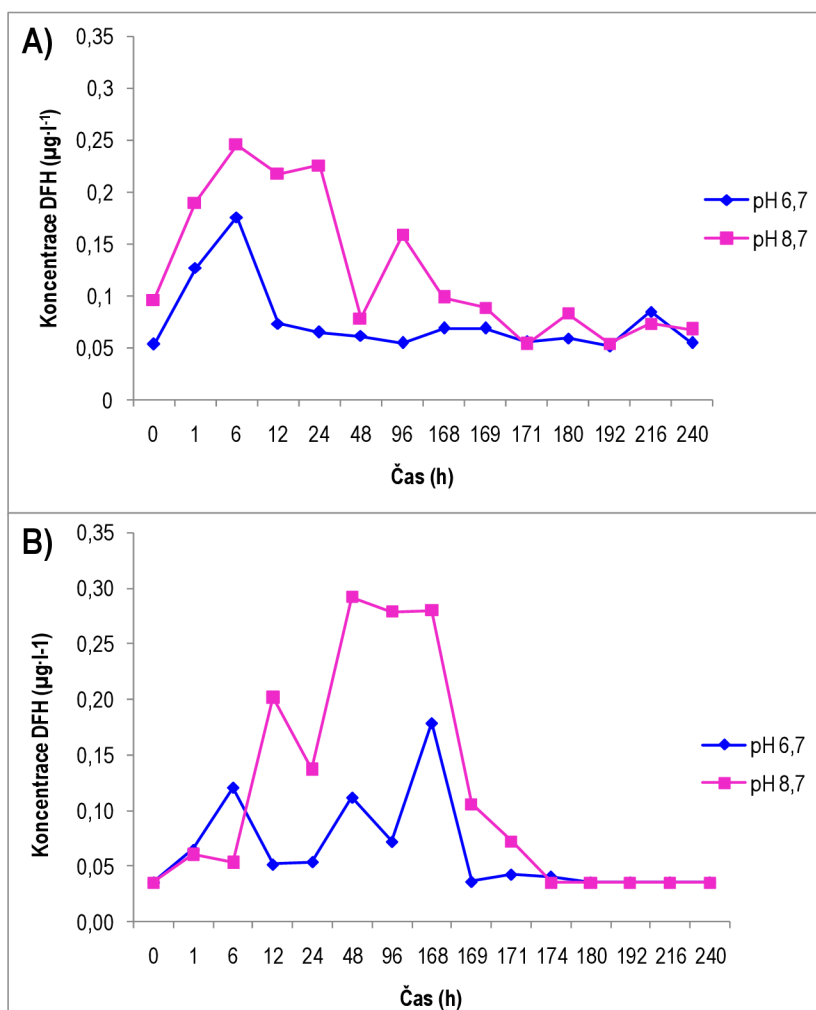 A)
Koncentrace DFH (µg·l-1)
0,35
0,3
0,25
0,2
0,15
0,1
0,05
0
0 1 6 12 24 48 96 168 169 171 180 192 216 240
Čas (h)
pH 6,7
pH 8,7
B)
Koncentrace DFH (µg·l-1)
0,35
0,30
0,25
0,20
0,15
0,10
0,05
0,00
0 1 6 12 24 48 96 168 169 171 174 180 192 216 240
Čas (h)
pH 6,7
pH 8,7